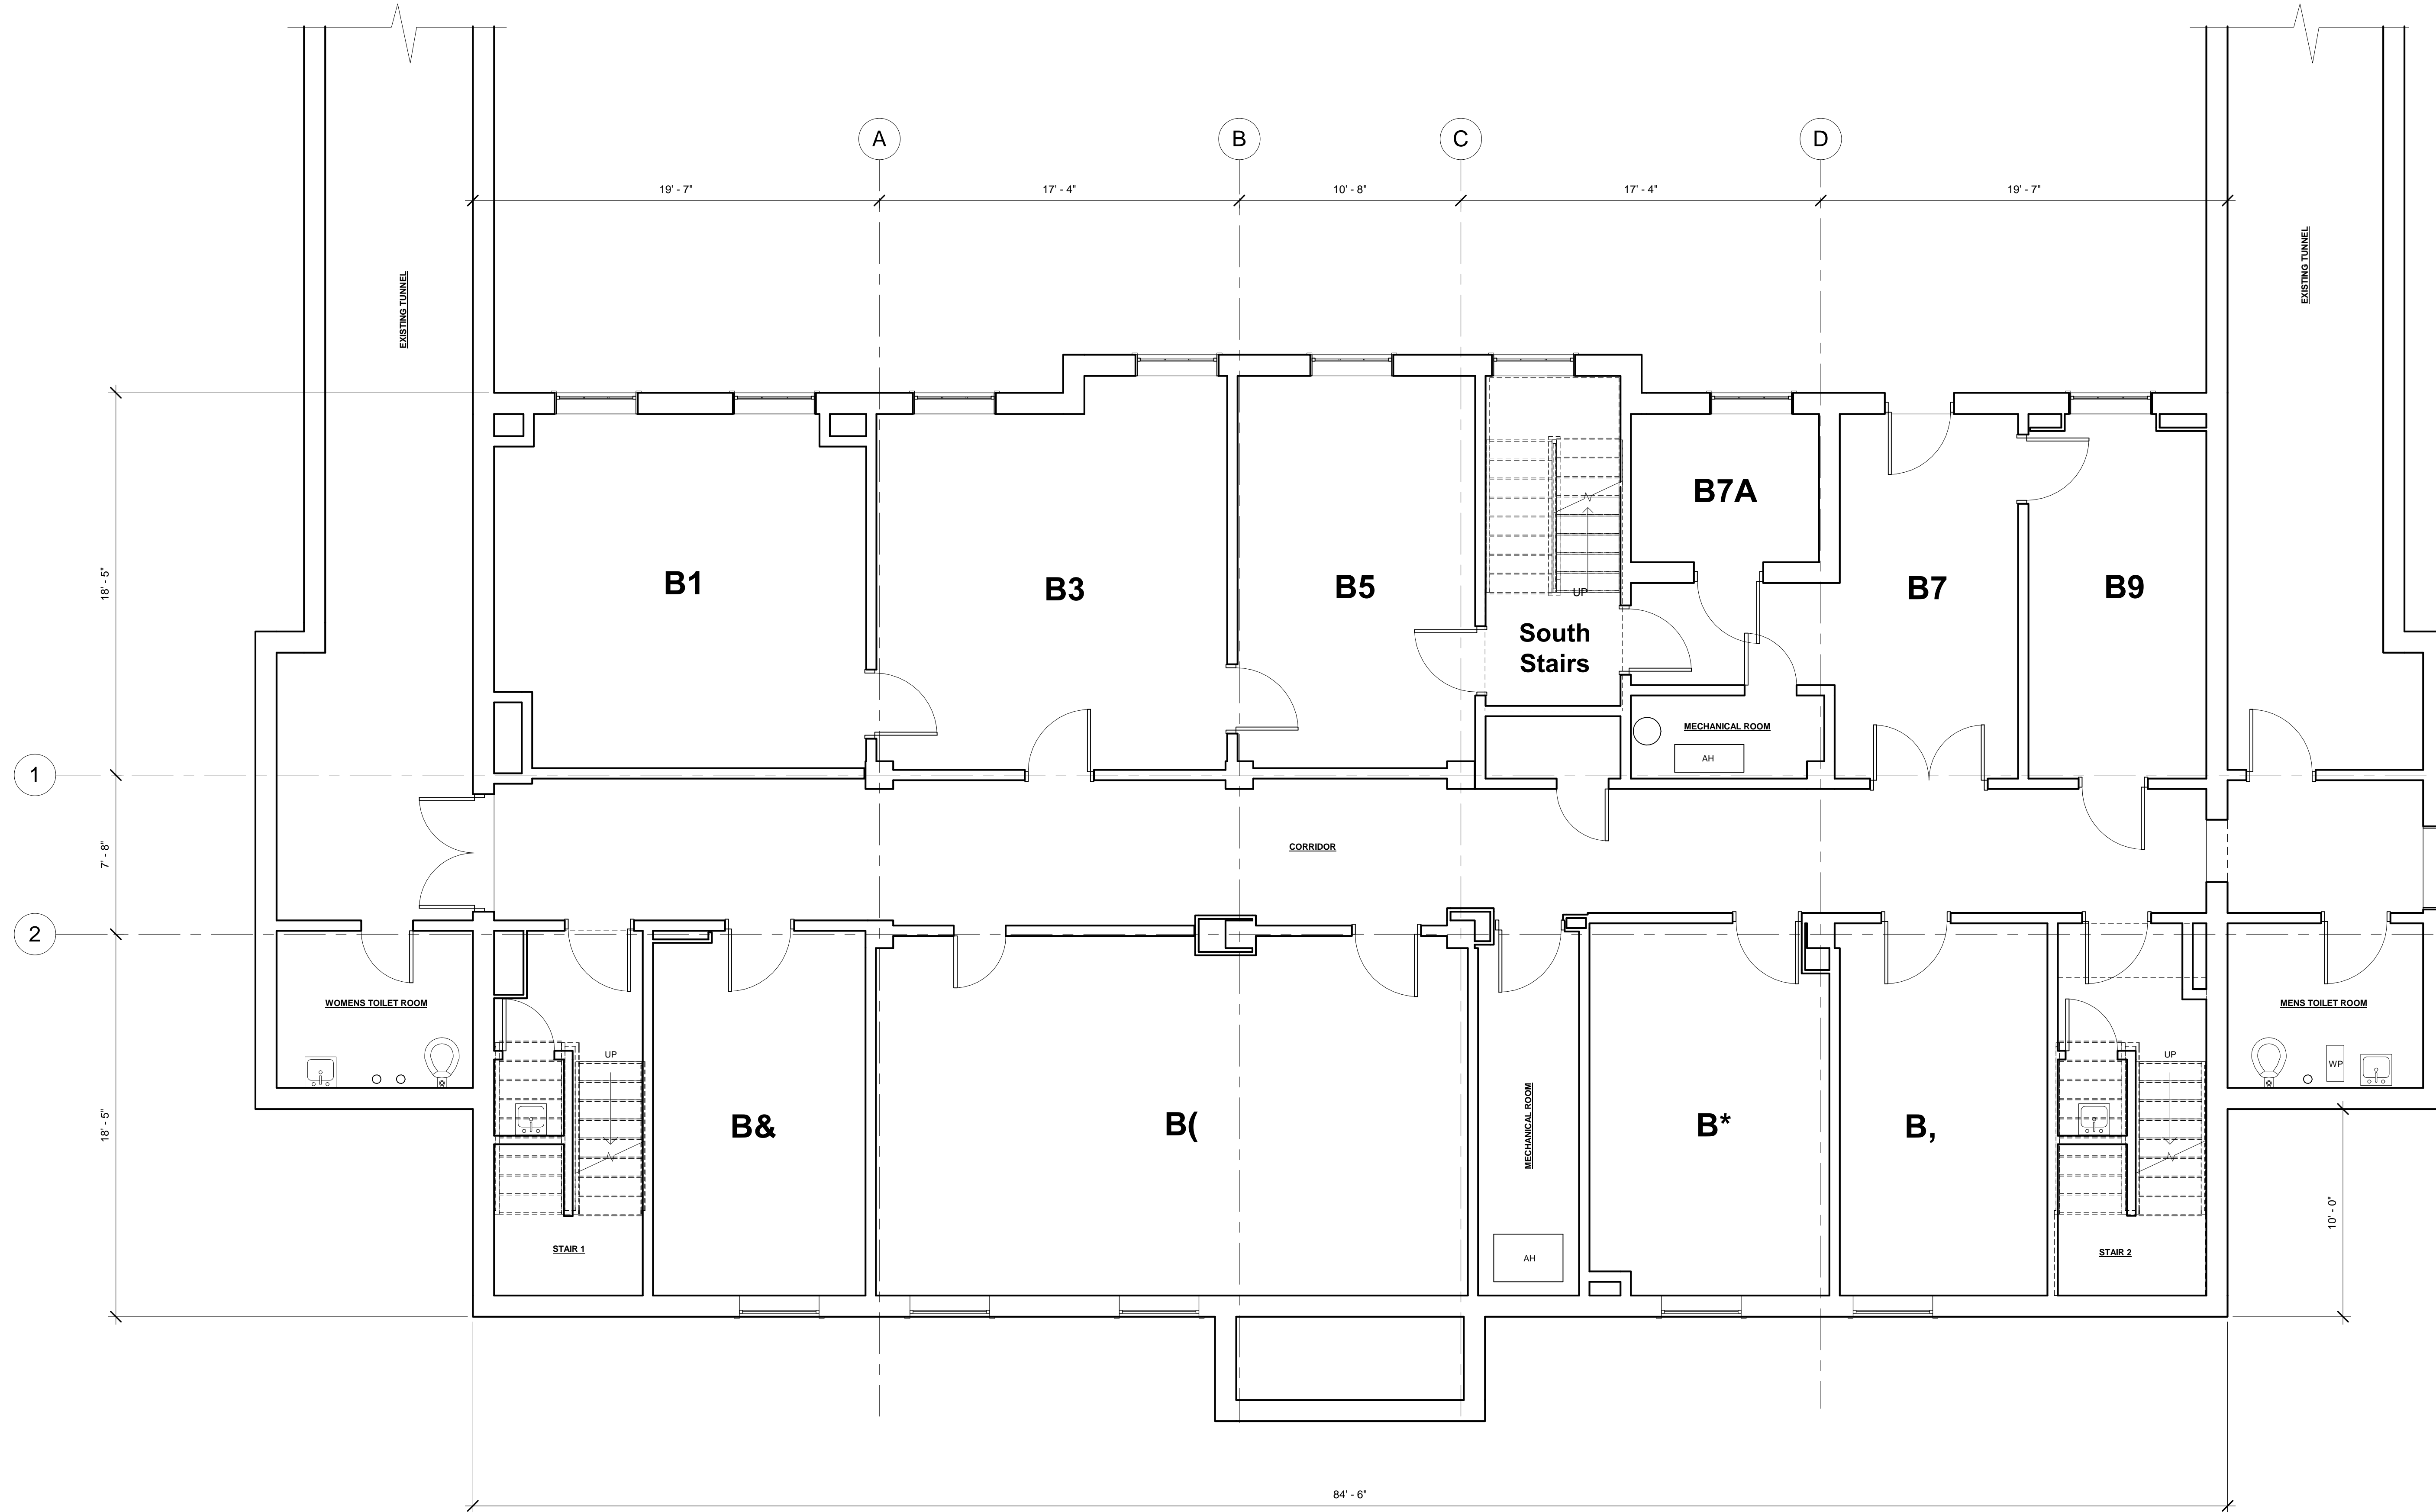 A
B
C
D
19' - 7"
17' - 4"
10' - 8"
17' - 4"
19' - 7"
EXISTING TUNNEL
EXISTING TUNNEL
18' - 5"
B1
B3
B5
UP
South
Stairs
B7A
B7
B9
MECHANICAL ROOM
AH
1
7' - 8"
CORRIDOR
2
WOMENS TOILET ROOM
MENS TOILET ROOM
UP
UP
WP
18' - 5"
B&
B(
MECHANICAL ROOM
B*
B,
10' - 0"
STAIR 1
AH
STAIR 2
84' - 6"